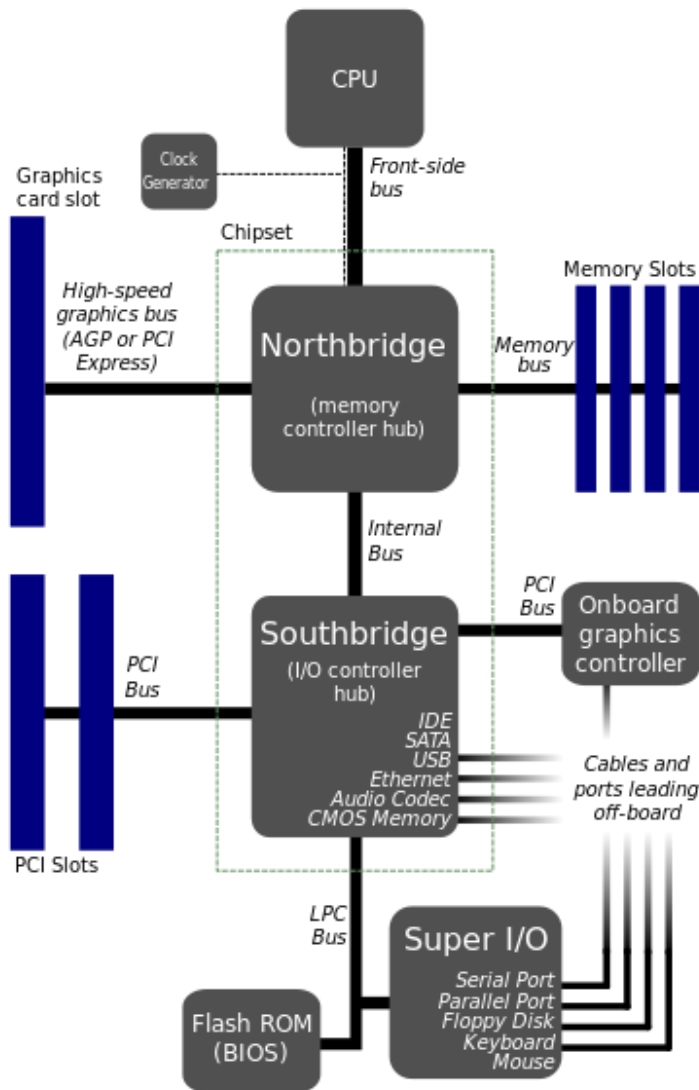 CPU
Clock
Generator
Front-side
bus
Graphics
card slot
Chipset
High-speed
graphics bus
(AGP or PCI
Express)
Northbridge
(memory
controller hub)
Memory
bus
Memory Slots
Internal
Bus
PCI
Bus
Onboard
graphics
controller
Southbridge
(I/O controller
hub)
PCI
Bus
IDE
SATA
USB
Ethernet
Audio Codec
CMOS Memory
Cables and
ports leading
off-board
PCI Slots
LPC
Bus
Super I/O
Serial Port
Parallel Port
Floppy Disk
Keyboard
Mouse
Flash ROM
(BIOS)